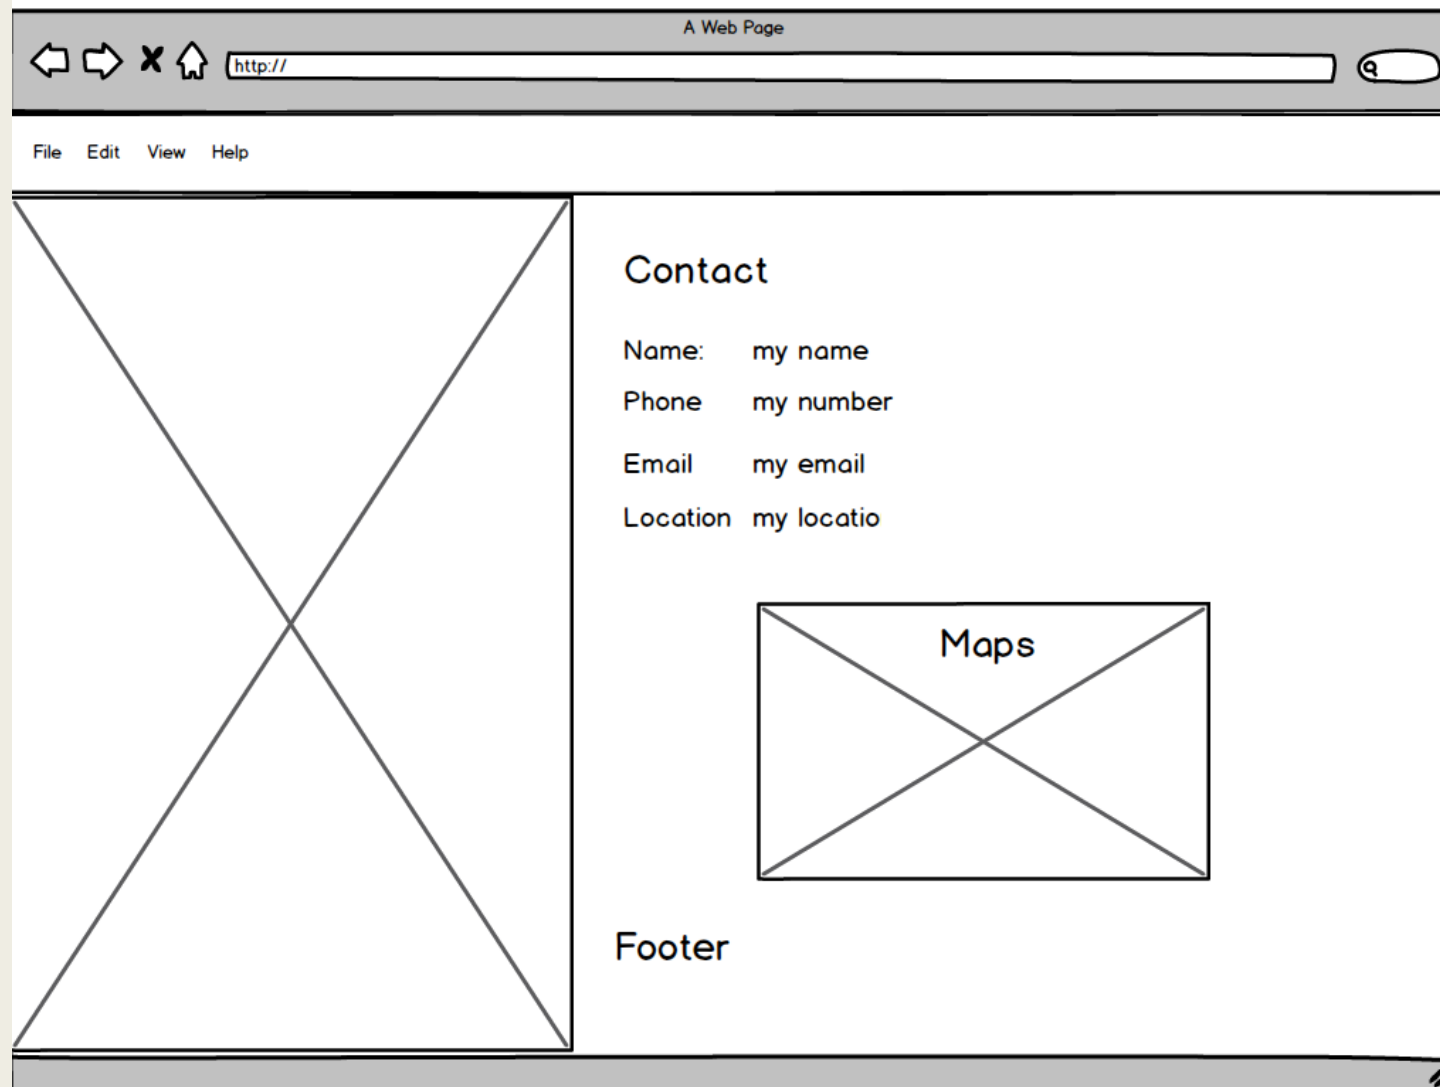 A Web Page
http://
File Edit View Help
Contact
Name: my name
Phone my number
Email my email
Location my locatio
Maps
Footer